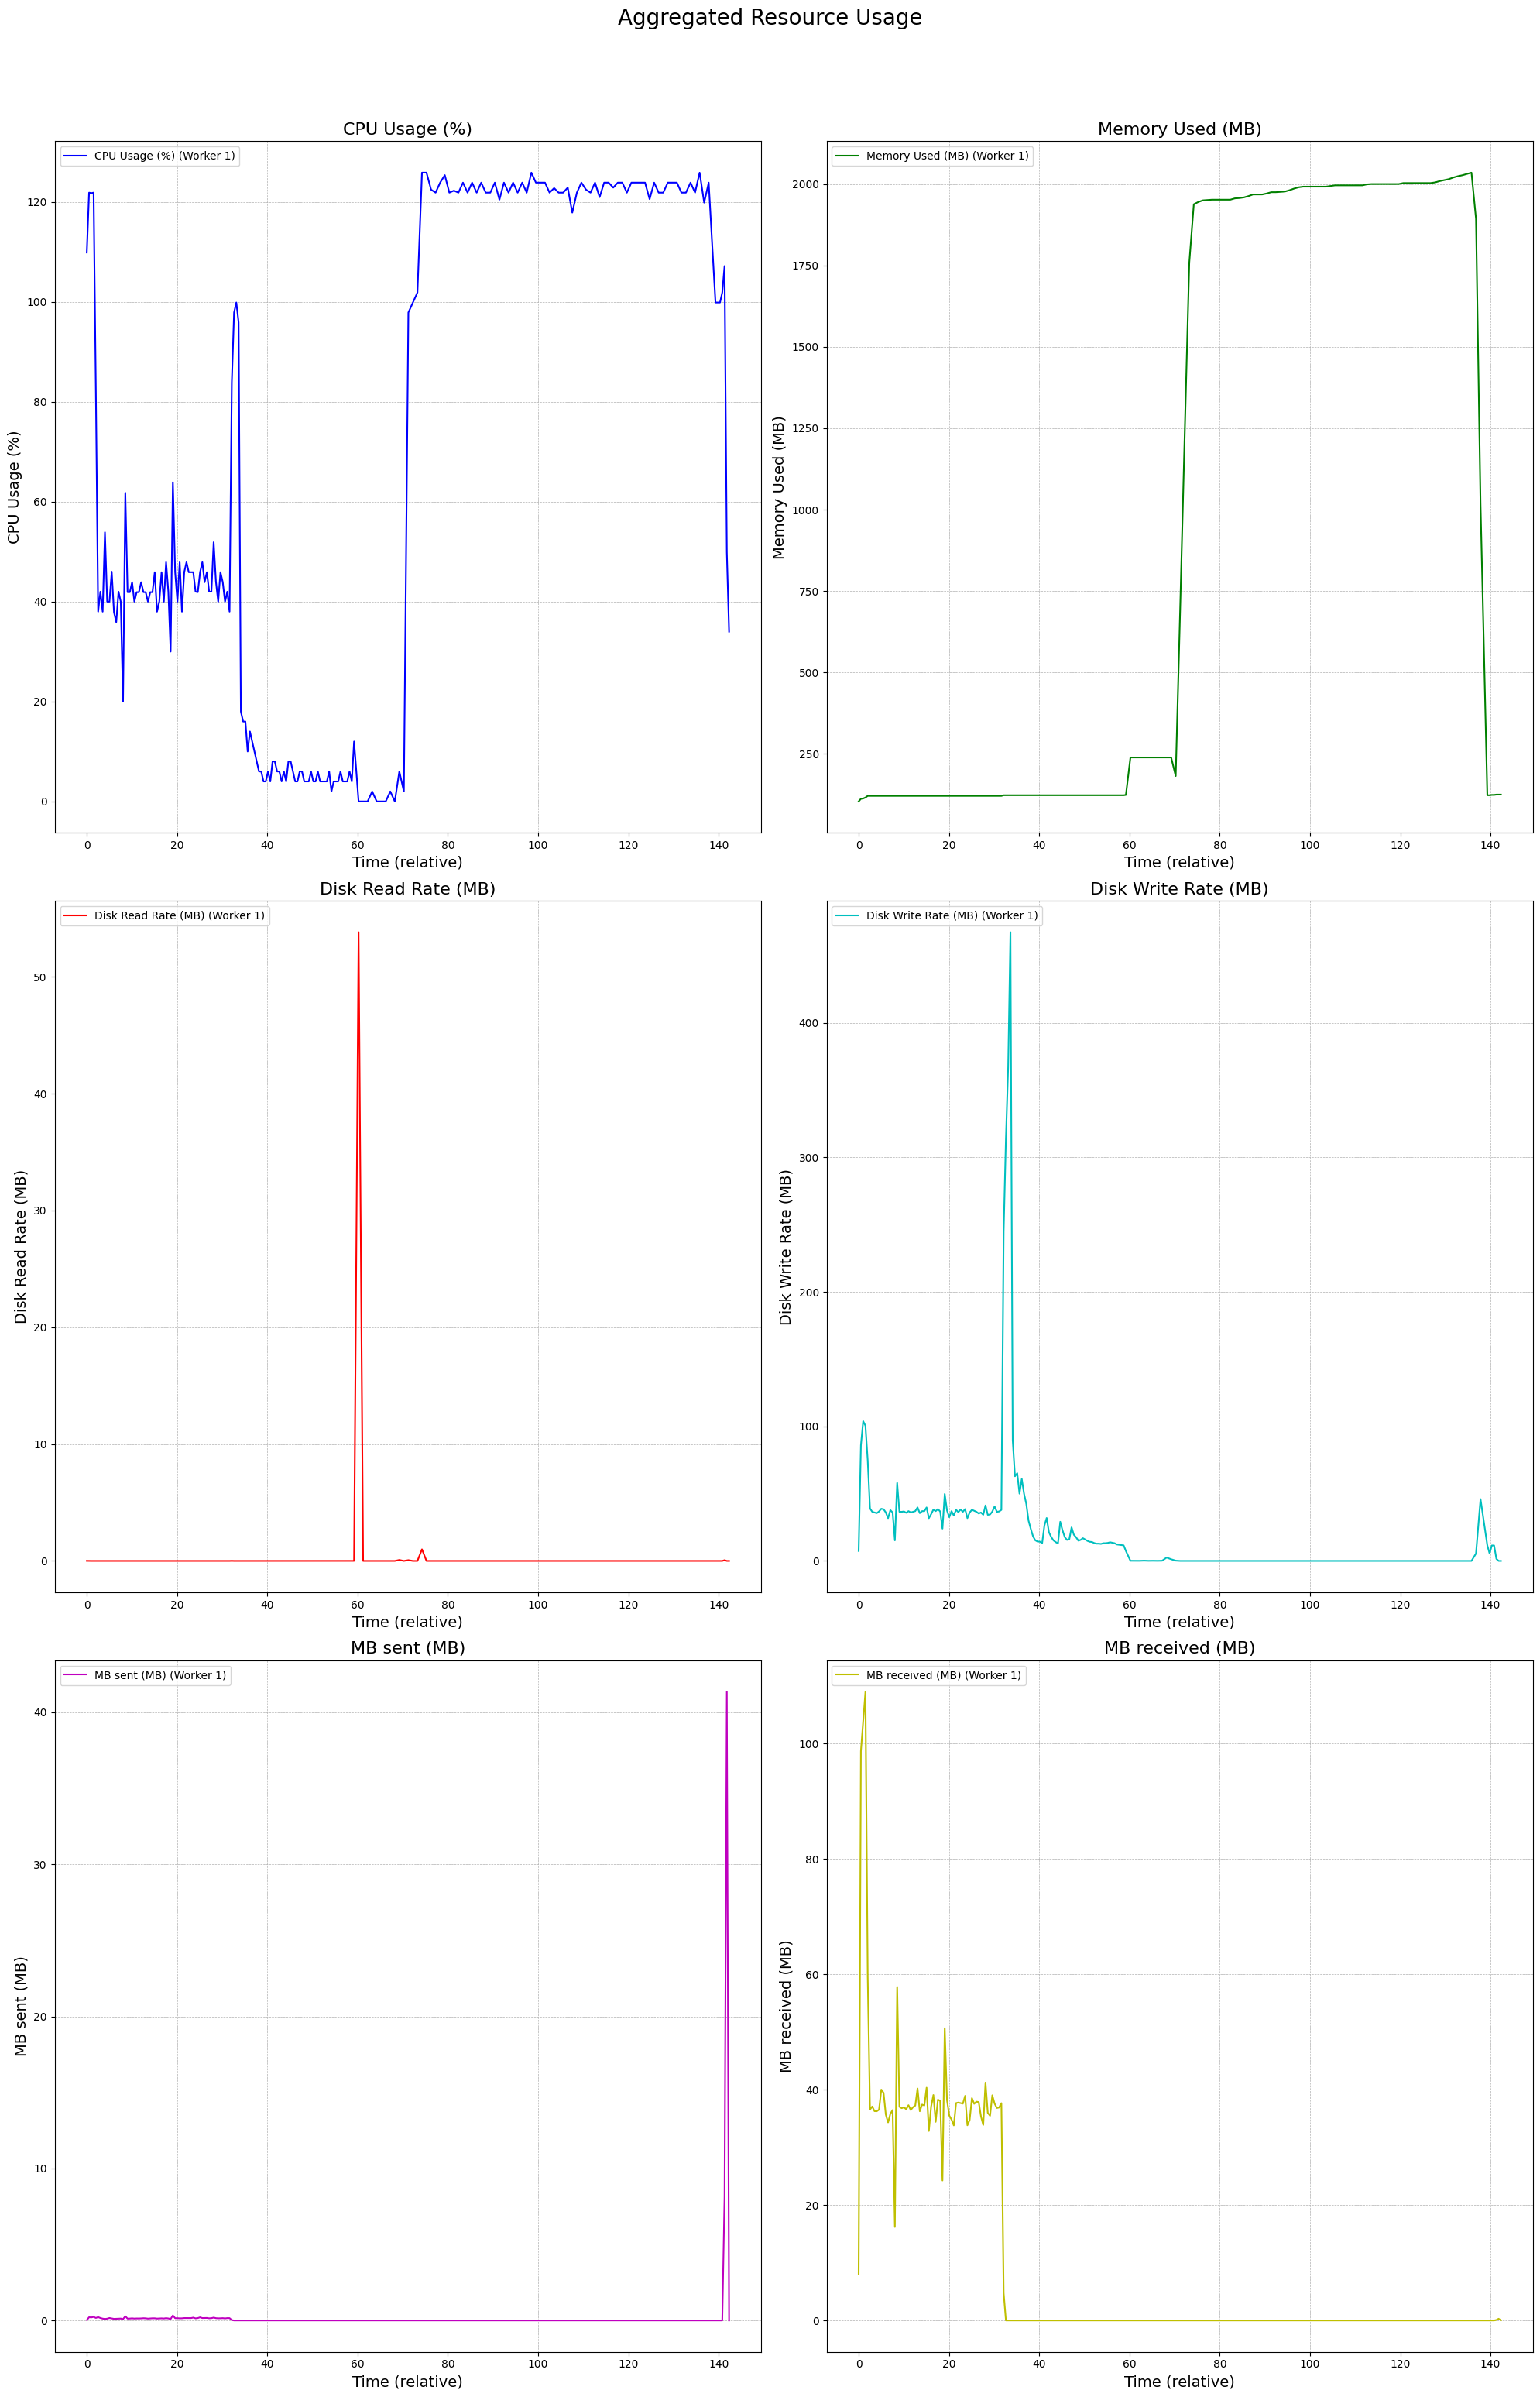 Aggregated Resource Usage
CPU Usage (%)
CPU Usage (%) (Worker 1)
CPU Usage (%)
120
100
80
60
40
20
0
0 20 40 60 80 100 120 140
Time (relative)
Memory Used (MB)
Memory Used (MB) (Worker 1)
Memory Used (MB)
2000
1750
1500
1250
1000
750
500
250
0 20 40 60 80 100 120 140
Time (relative)
Disk Read Rate (MB)
Disk Read Rate (MB) (Worker 1)
Disk Read Rate (MB)
50
40
30
20
10
0
0 20 40 60 80 100 120 140
Time (relative)
Disk Write Rate (MB)
Disk Write Rate (MB) (Worker 1)
Disk Write Rate (MB)
400
300
200
100
0
0 20 40 60 80 100 120 140
Time (relative)
MB sent (MB)
MB sent (MB) (Worker 1)
MB sent (MB)
40
30
20
10
0
0 20 40 60 80 100 120 140
Time (relative)
MB received (MB)
MB received (MB) (Worker 1)
MB received (MB)
100
80
60
40
20
0
0 20 40 60 80 100 120 140
Time (relative)